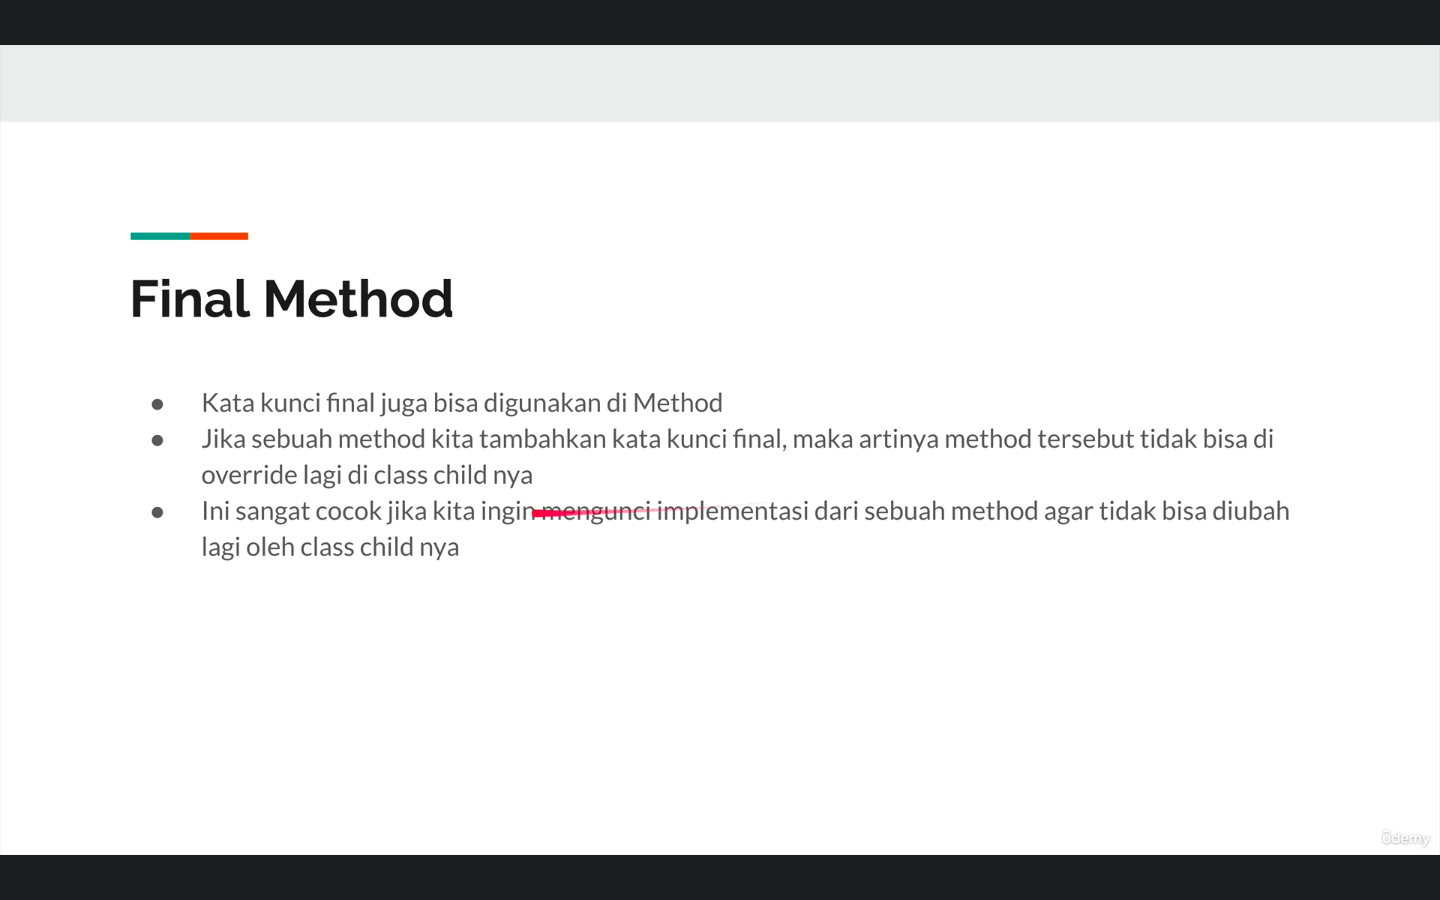 Final Method
● Kata kunci final juga bisa digunakan di Method
● Jika sebuah method kita tambahkan kata kunci final, maka artinya method tersebut tidak bisa di
override lagi di class child nya
● Ini sangat cocok jika kita ingin mengunci implementasi dari sebuah method agar tidak bisa diubah
lagi oleh class child nya
ûdemy